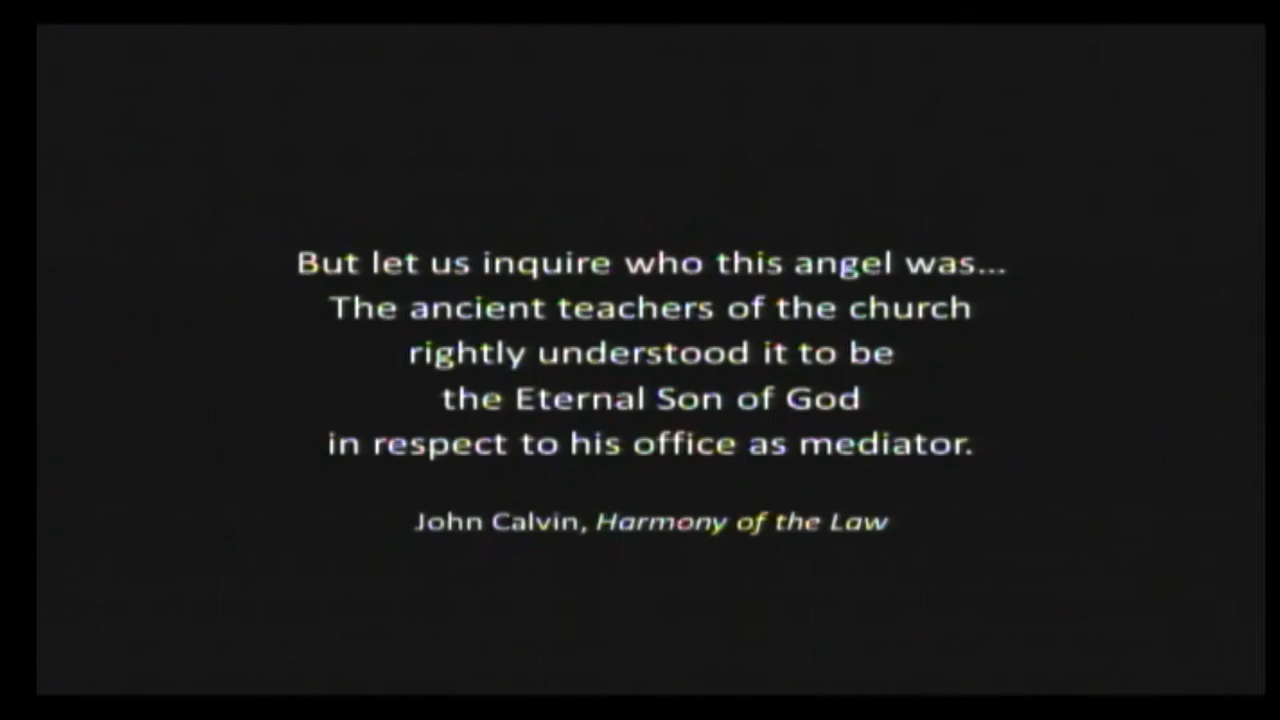 But let us inquire who this angel was...
The ancient teachers of the church
rightly understood it to be
the Eternal Son of God
in respect to his office as mediator.
John Calvin, Harmony of the Law